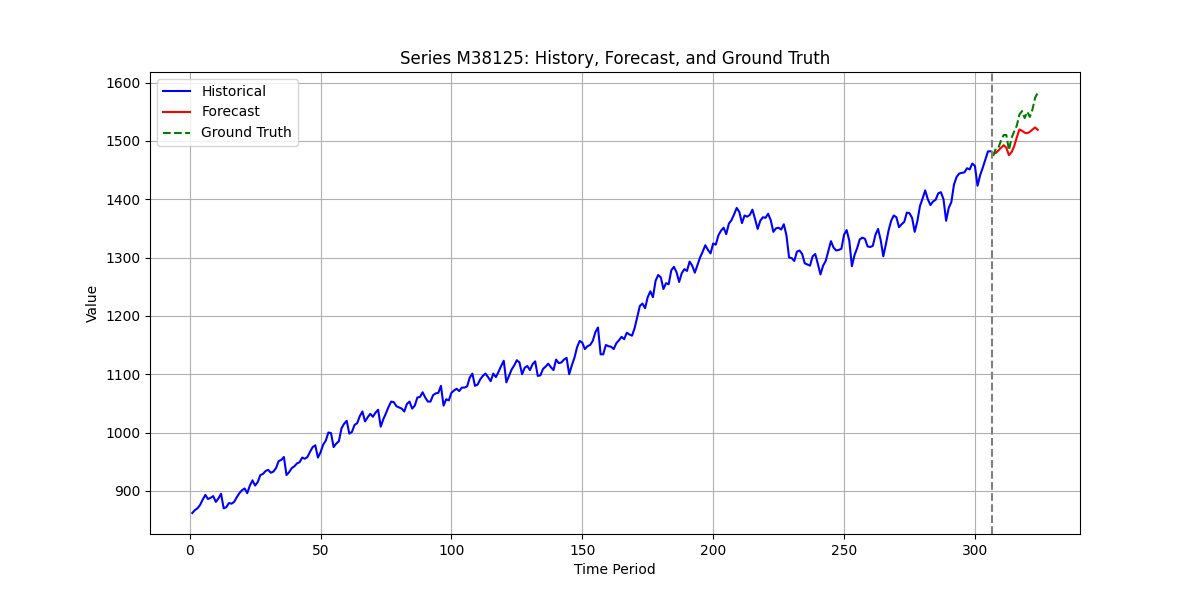 Series M38125: History, Forecast, and Ground Truth
Historical
Forecast
Ground Truth
1600
1500
1400
1300
1200
1100
1000
900
Value
0 50 100 150 200 250 300
Time Period